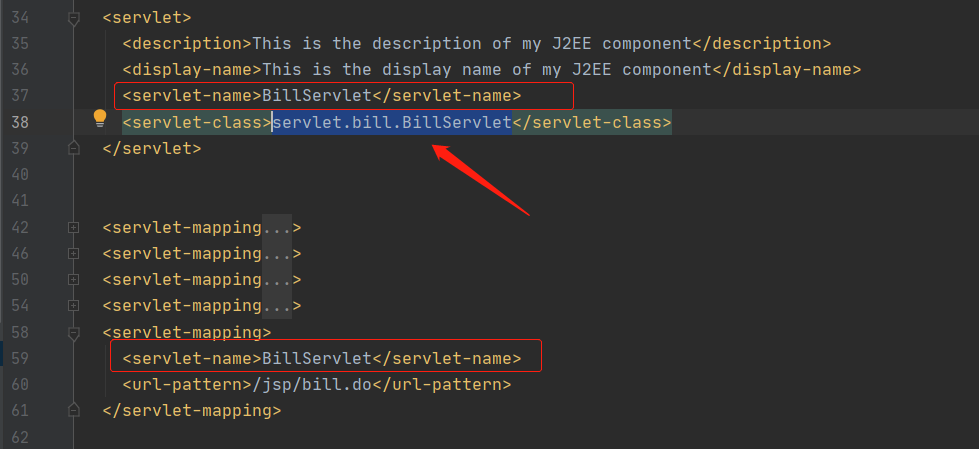 34 <servlet>
35 <description>This is the description of my J2EE component</description>
36 <display-name>This is the display name of my J2EE component</display-name>
37 <servlet-name>BillServlet</servlet-name>
38 <servlet-class>servlet.bill.BillServlet</servlet-class>
39 </servlet>
40
41
42 <servlet-mapping...>
46 <servlet-mapping...>
50 <servlet-mapping...>
54 <servlet-mapping...>
58 <servlet-mapping>
59 <servlet-name>BillServlet</servlet-name>
60 <url-pattern>/jsp/bill.do</url-pattern>
61 </servlet-mapping>
62